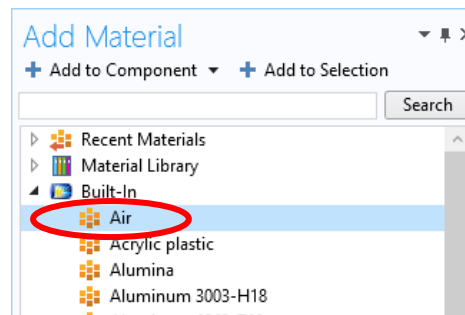 Add Material
Add to Component
Add to Selection
Search
Recent Materials
Material Library
Built-In
Air
Acrylic plastic
Alumina
Aluminum 3003-H18